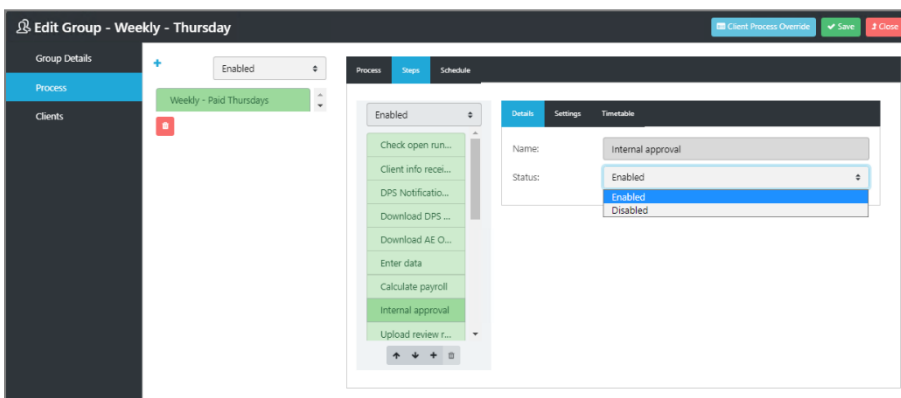 Edit Group - Weekly - Thursday
Client Process Override
Save
Close
Group Details
Process
Clients
Enabled
Weekly - Paid Thursdays
Process Steps Schedule
Enabled
Check open run...
Client info recei...
DPS Notificatio...
Download DPS ...
Download AE O...
Enter data
Calculate payroll
Internal approval
Upload review r...
Details Settings Timetable
Name: Internal approval
Status: Enabled
Enabled
Disabled